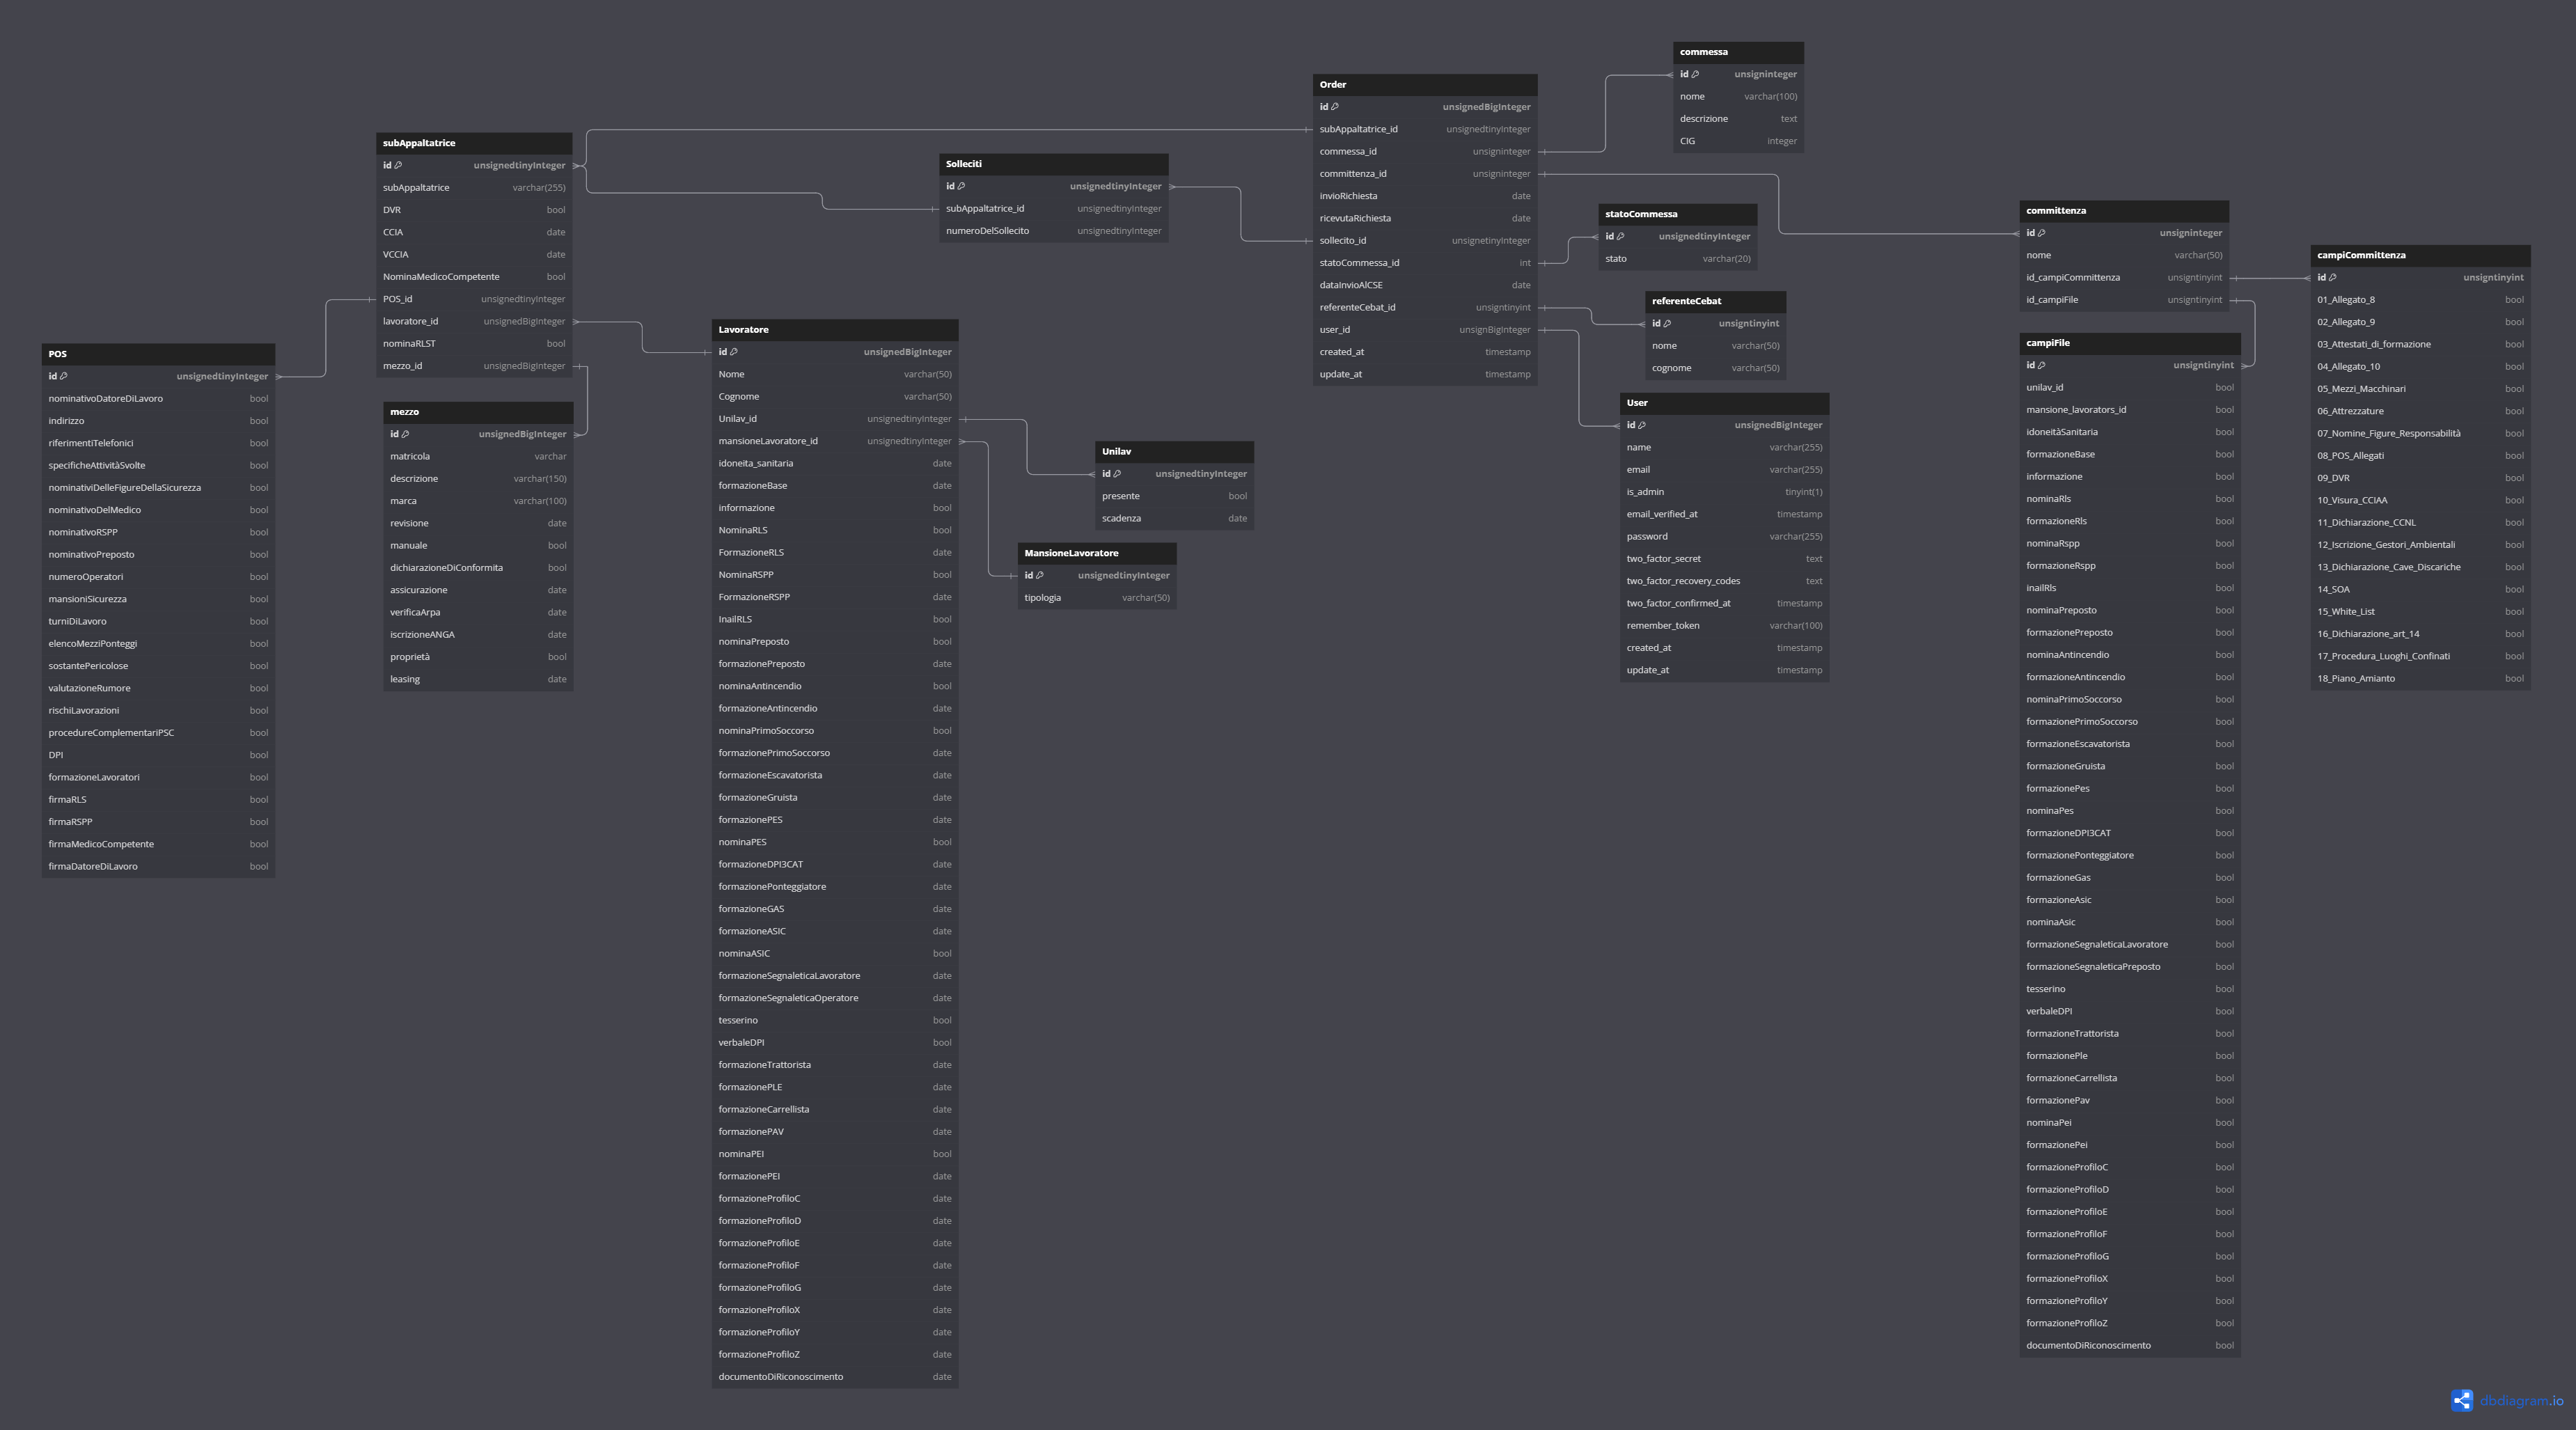 POS
id unsignedtinyInteger
nominativoDatoreDiLavoro bool
indirizzo bool
riferimentiTelefonici bool
specificheAttivitàSvolte bool
nominativiDelleFigureDellaSicurezza bool
nominativoDelMedico bool
nominativoRSPP bool
nominativoPreposto bool
numeroOperatori bool
mansioniSicurezza bool
turniDiLavoro bool
elencoMezziPonteggi bool
sostantePericolose bool
valutazioneRumore bool
rischiLavorazioni bool
procedureComplementariPSC bool
DPI bool
formazioneLavoratori bool
firmaRLS bool
firmaRSPP bool
firmaMedicoCompetente bool
firmaDatoreDiLavoro bool
subAppaltatrice
id unsignedtinyInteger
subAppaltatrice varchar(255)
DVR bool
CCIA date
VCCIA date
NominaMedicoCompetente bool
POS_id unsignedtinyInteger
lavoratore_id unsignedBigInteger
nominaRLST bool
mezzo_id unsignedBigInteger
mezzo
id unsignedBigInteger
matricola varchar
descrizione varchar(150)
marca varchar(100)
revisione date
manuale bool
dichiarazioneDiConformita bool
assicurazione date
verificaArpa date
iscrizioneANGA date
proprietà bool
leasing date
Lavoratore
id unsignedBigInteger
Nome varchar(50)
Cognome varchar(50)
Unilav_id unsignedtinyInteger
mansioneLavoratore_id unsignedtinyInteger
idoneita_sanitaria date
formazioneBase date
informazione bool
NominaRLS bool
FormazioneRLS date
NominaRSPP bool
FormazioneRSPP date
InailRLS bool
nominaPreposto bool
formazionePreposto date
nominaAntincendio bool
formazioneAntincendio date
nominaPrimoSoccorso bool
formazionePrimoSoccorso date
formazioneEscavatorista date
formazioneGruista date
formazionePES date
nominaPES bool
formazioneDPI3CAT date
formazionePonteggiatore date
formazioneGAS date
formazioneASIC date
nominaASIC bool
formazioneSegnaleticaLavoratore date
formazioneSegnaleticaOperatore date
tesserino bool
verbaleDPI bool
formazioneTrattorista date
formazionePLE date
formazioneCarrellista date
formazionePAV date
nominaPEI bool
formazionePEI date
formazioneProfiloC date
formazioneProfiloD date
formazioneProfiloE date
formazioneProfiloF date
formazioneProfiloG date
formazioneProfiloX date
formazioneProfiloY date
formazioneProfiloZ date
documentoDiRiconoscimento date
Solleciti
id unsignedtinyInteger
subAppaltatrice_id unsignedtinyInteger
numeroDelSollecito unsignedtinyInteger
Unilav
id unsignedtinyInteger
presente bool
scadenza date
MansioneLavoratore
id unsignedtinyInteger
tipologia varchar(50)
Order
id unsignedBigInteger
subAppaltatrice_id unsignedtinyInteger
commessa_id unsigninteger
committenza_id unsigninteger
invioRichiesta date
ricevutaRichiesta date
sollecito_id unsignetinyInteger
statoCommessa_id int
dataInvioAlCSE date
referenteCebat_id unsigntinyint
user_id unsignBigInteger
created_at timestamp
update_at timestamp
commessa
id unsigninteger
nome varchar(100)
descrizione text
CIG integer
statoCommessa
id unsignedtinyInteger
stato varchar(20)
referenteCebat
id unsigntinyint
nome varchar(50)
cognome varchar(50)
User
id unsignedBigInteger
name varchar(255)
email varchar(255)
is_admin tinyint(1)
email_verified_at timestamp
password varchar(255)
two_factor_secret text
two_factor_recovery_codes text
two_factor_confirmed_at timestamp
remember_token varchar(100)
created_at timestamp
update_at timestamp
committenza
id unsigninteger
nome varchar(50)
id_campiCommittenza unsigntinyint
id_campiFile unsigntinyint
campiFile
id unsigntinyint
unilav_id bool
mansione_lavorators_id bool
idoneitàSanitaria bool
formazioneBase bool
informazione bool
nominaRls bool
formazioneRls bool
nominaRspp bool
formazioneRspp bool
inailRls bool
nominaPreposto bool
formazionePreposto bool
nominaAntincendio bool
formazioneAntincendio bool
nominaPrimoSoccorso bool
formazionePrimoSoccorso bool
formazioneEscavatorista bool
formazioneGruista bool
formazionePes bool
nominaPes bool
formazioneDPI3CAT bool
formazionePonteggiatore bool
formazioneGas bool
formazioneAsic bool
nominaAsic bool
formazioneSegnaleticaLavoratore bool
formazioneSegnaleticaPreposto bool
tesserino bool
verbaleDPI bool
formazioneTrattorista bool
formazionePle bool
formazioneCarrellista bool
formazionePav bool
nominaPei bool
formazionePei bool
formazioneProfiloC bool
formazioneProfiloD bool
formazioneProfiloE bool
formazioneProfiloF bool
formazioneProfiloG bool
formazioneProfiloX bool
formazioneProfiloY bool
formazioneProfiloZ bool
documentoDiRiconoscimento bool
campiCommittenza
id unsigntinyint
01_Allegato_8 bool
02_Allegato_9 bool
03_Attestati_di_formazione bool
04_Allegato_10 bool
05_Mezzi_Macchinari bool
06_Attrezzature bool
07_Nomine_Figure_Responsabilità bool
08_POS_Allegati bool
09_DVR bool
10_Visura_CCIAA bool
11_Dichiarazione_CCNL bool
12_Iscrizione_Gestori_Ambientali bool
13_Dichiarazione_Cave_Discariche bool
14_SOA bool
15_White_List bool
16_Dichiarazione_art_14 bool
17_Procedura_Luoghi_Confinati bool
18_Piano_Amianto bool
dbdiagram.io